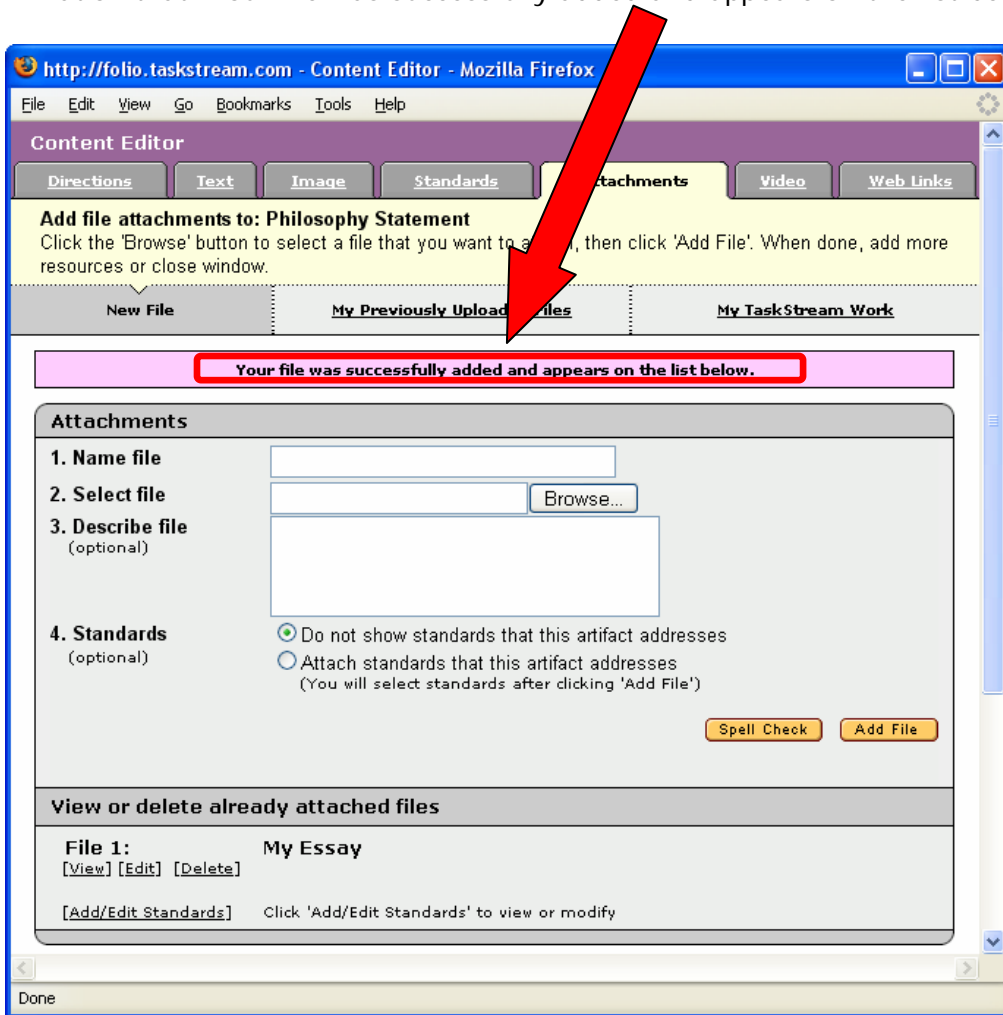 http://folio.taskstream.com - Content Editor - Mozilla Firefox
File Edit View Go Bookmarks Tools Help
Content Editor
Directions Text Image Standards Video Web Links
Add file attachments to: Philosophy Statement
Click the 'Browse' button to select a file that you want to , then click 'Add File'. When done, add more
resources or close window.
New File My Previously My TaskStream Work
Your file was successfully added and appears on the list below.
Attachments
1. Name file
2. Select file Browse...
3. Describe file
(optional)
4. Standards Do not show standards that this artifact addresses
(optional) Attach standards that this artifact addresses
(You will select standards after clicking 'Add File')
Spell Check Add File
View or delete already attached files
File 1: My Essay
[View] [Edit] [Delete]
[Add/Edit Standards] Click 'Add/Edit Standards' to view or modify
Done